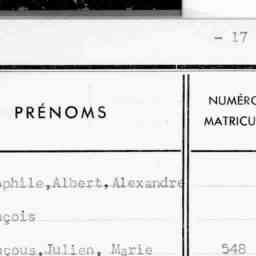 - 17
PRÉNOMS
NUMÉRO
MATRICU
ophile,Albert,Alexandre
nçois
nçous,Julien, Marie
548